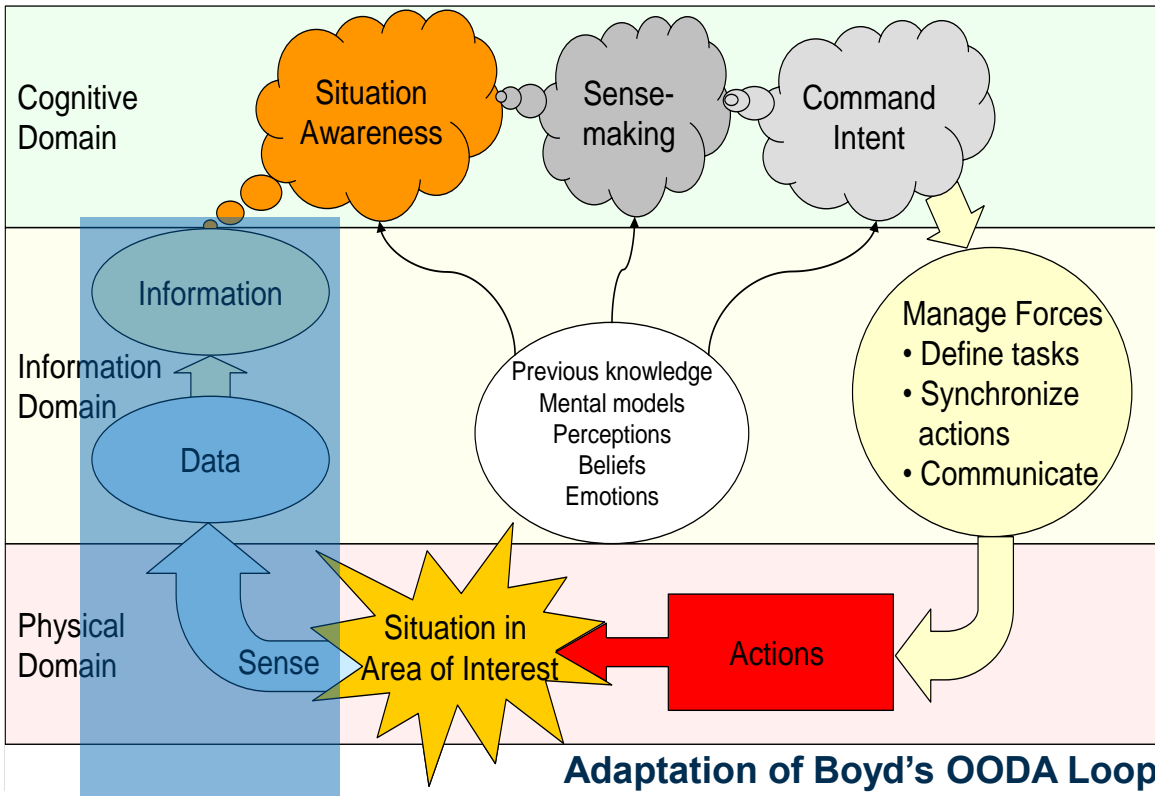 Cognitive
Domain
Situation
Awareness
Sense-
making
Command
Intent
Information
Domain
Information
Data
Previous knowledge
Mental models
Perceptions
Beliefs
Emotions
Manage Forces
• Define tasks
• Synchronize
actions
• Communicate
Physical
Domain
Sense
Situation in
Area of Interest
Actions
Adaptation of Boyd's OODA Loop